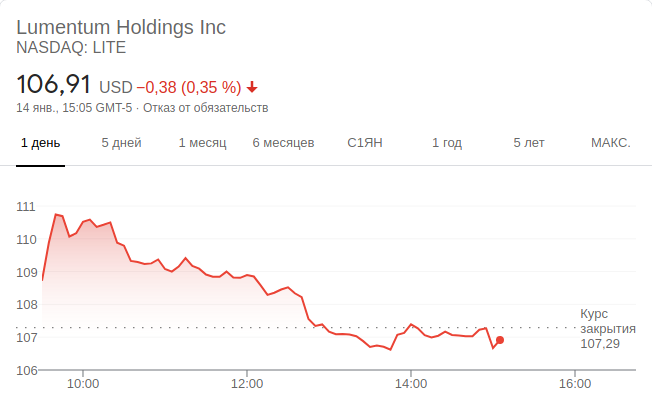 Lumentum Holdings Inc
NASDAQ: LITE
106,91 USD −0,38 (0,35 %)
14 янв., 15:05 GMT-5 · Отказ от обязательств
1 день 5 дней 1 месяц 6 месяцев С1ЯН 1 год 5 лет МАКС.
111
110
109
108
107
106
Курс
закрытия
107,29
10:00 12:00 14:00 16:00